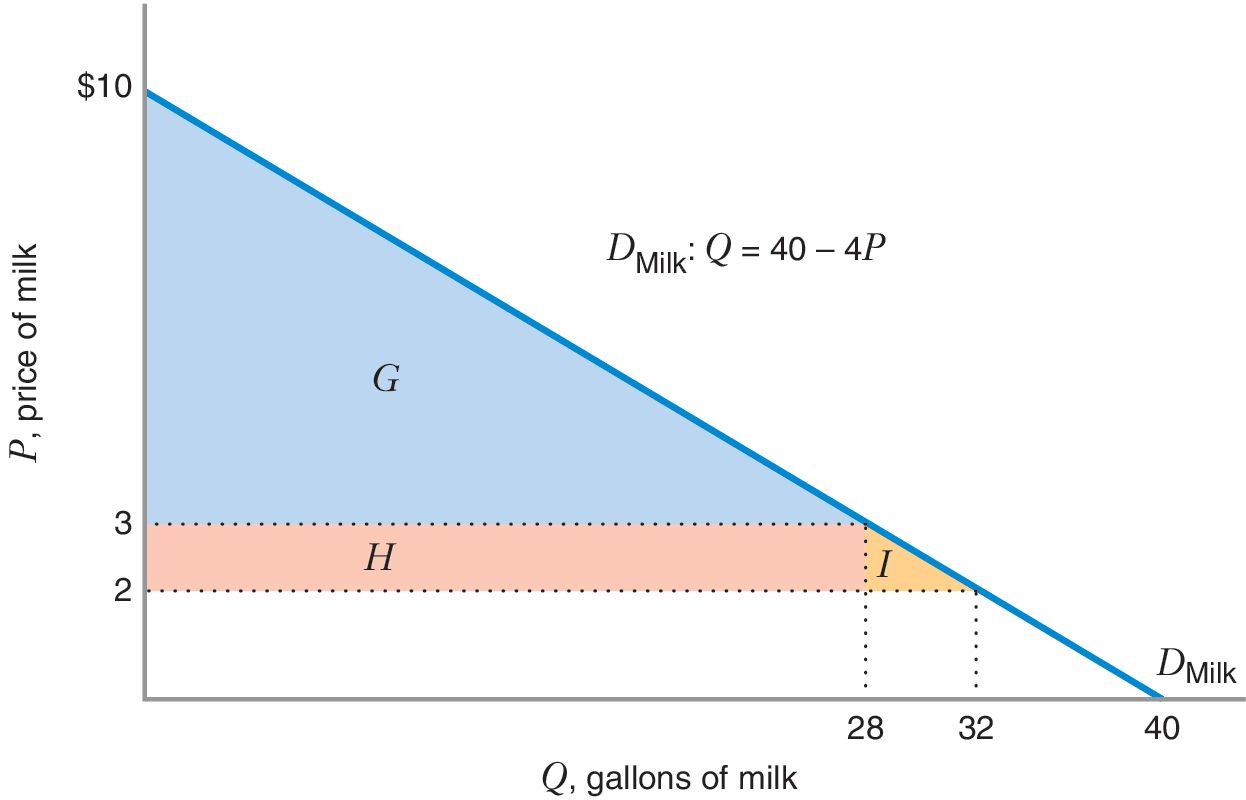 $10
D_Milk: Q = 40 – 4P
P, price of milk
G
3
H
I
2
D_Milk
28 32 40
Q, gallons of milk